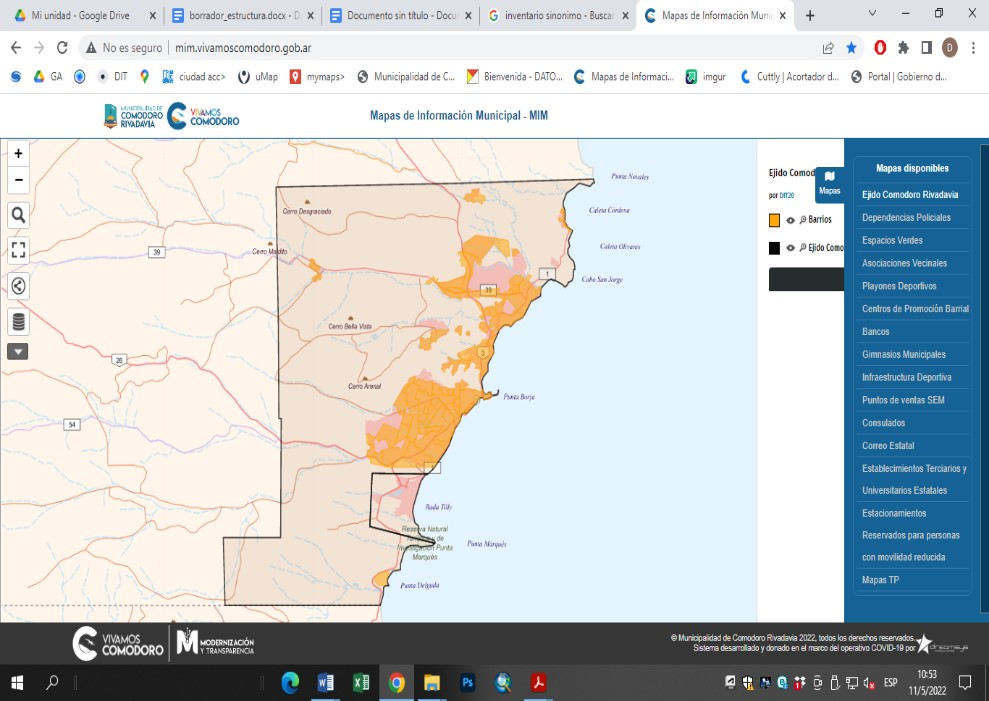 Mi unidad - Google Drive
borrador_estructura.docx - D
Documento sin título - Docu
inventario sinonimo - Buscar
Mapas de Información Muni
No es seguro | mim.vivamoscomodoro.gob.ar
D
GA
DIT
ciudad acc>
uMap
mymaps>
Municipalidad de C...
Bienvenida - DATO...
Mapas de Informaci...
imgur
Cuttly | Acortador d...
Portal | Gobierno d...
MUNICIPALIDAD DE
COMODORO
RIVADAVIA
VIVAMOS
COMODORO
Mapas de Información Municipal - MIM
+
−
Punta Novales
Cerro Desgraciado
Caleta Córdova
Cerro Maldito
39
Caleta Olivares
1
Cabo San Jorge
39
Cerro Bella Vista
26
3
Cerro Arenal
Punta Borja
54
1
Rada Tilly
Reserva Natural
Investigación Punta
Marqués
Punta Marqués
Punta Delgada
Ejido Comod
por DIT20
Mapas
Barrios
Ejido Como
Mapas disponibles
Ejido Comodoro Rivadavia
Dependencias Policiales
Espacios Verdes
Asociaciones Vecinales
Playones Deportivos
Centros de Promoción Barrial
Bancos
Gimnasios Municipales
Infraestructura Deportiva
Puntos de ventas SEM
Consulados
Correo Estatal
Establecimientos Terciarios y
Universitarios Estatales
Estacionamientos
Reservados para personas
con movilidad reducida
Mapas TP
VIVAMOS
COMODORO
MODERNIZACIÓN
Y TRANSPARENCIA
© Municipalidad de Comodoro Rivadavia 2022, todos los derechos reservados.
Sistema desarrollado y donado en el marco del operativo COVID-19 por
Ps
ESP
10:53
11/5/2022